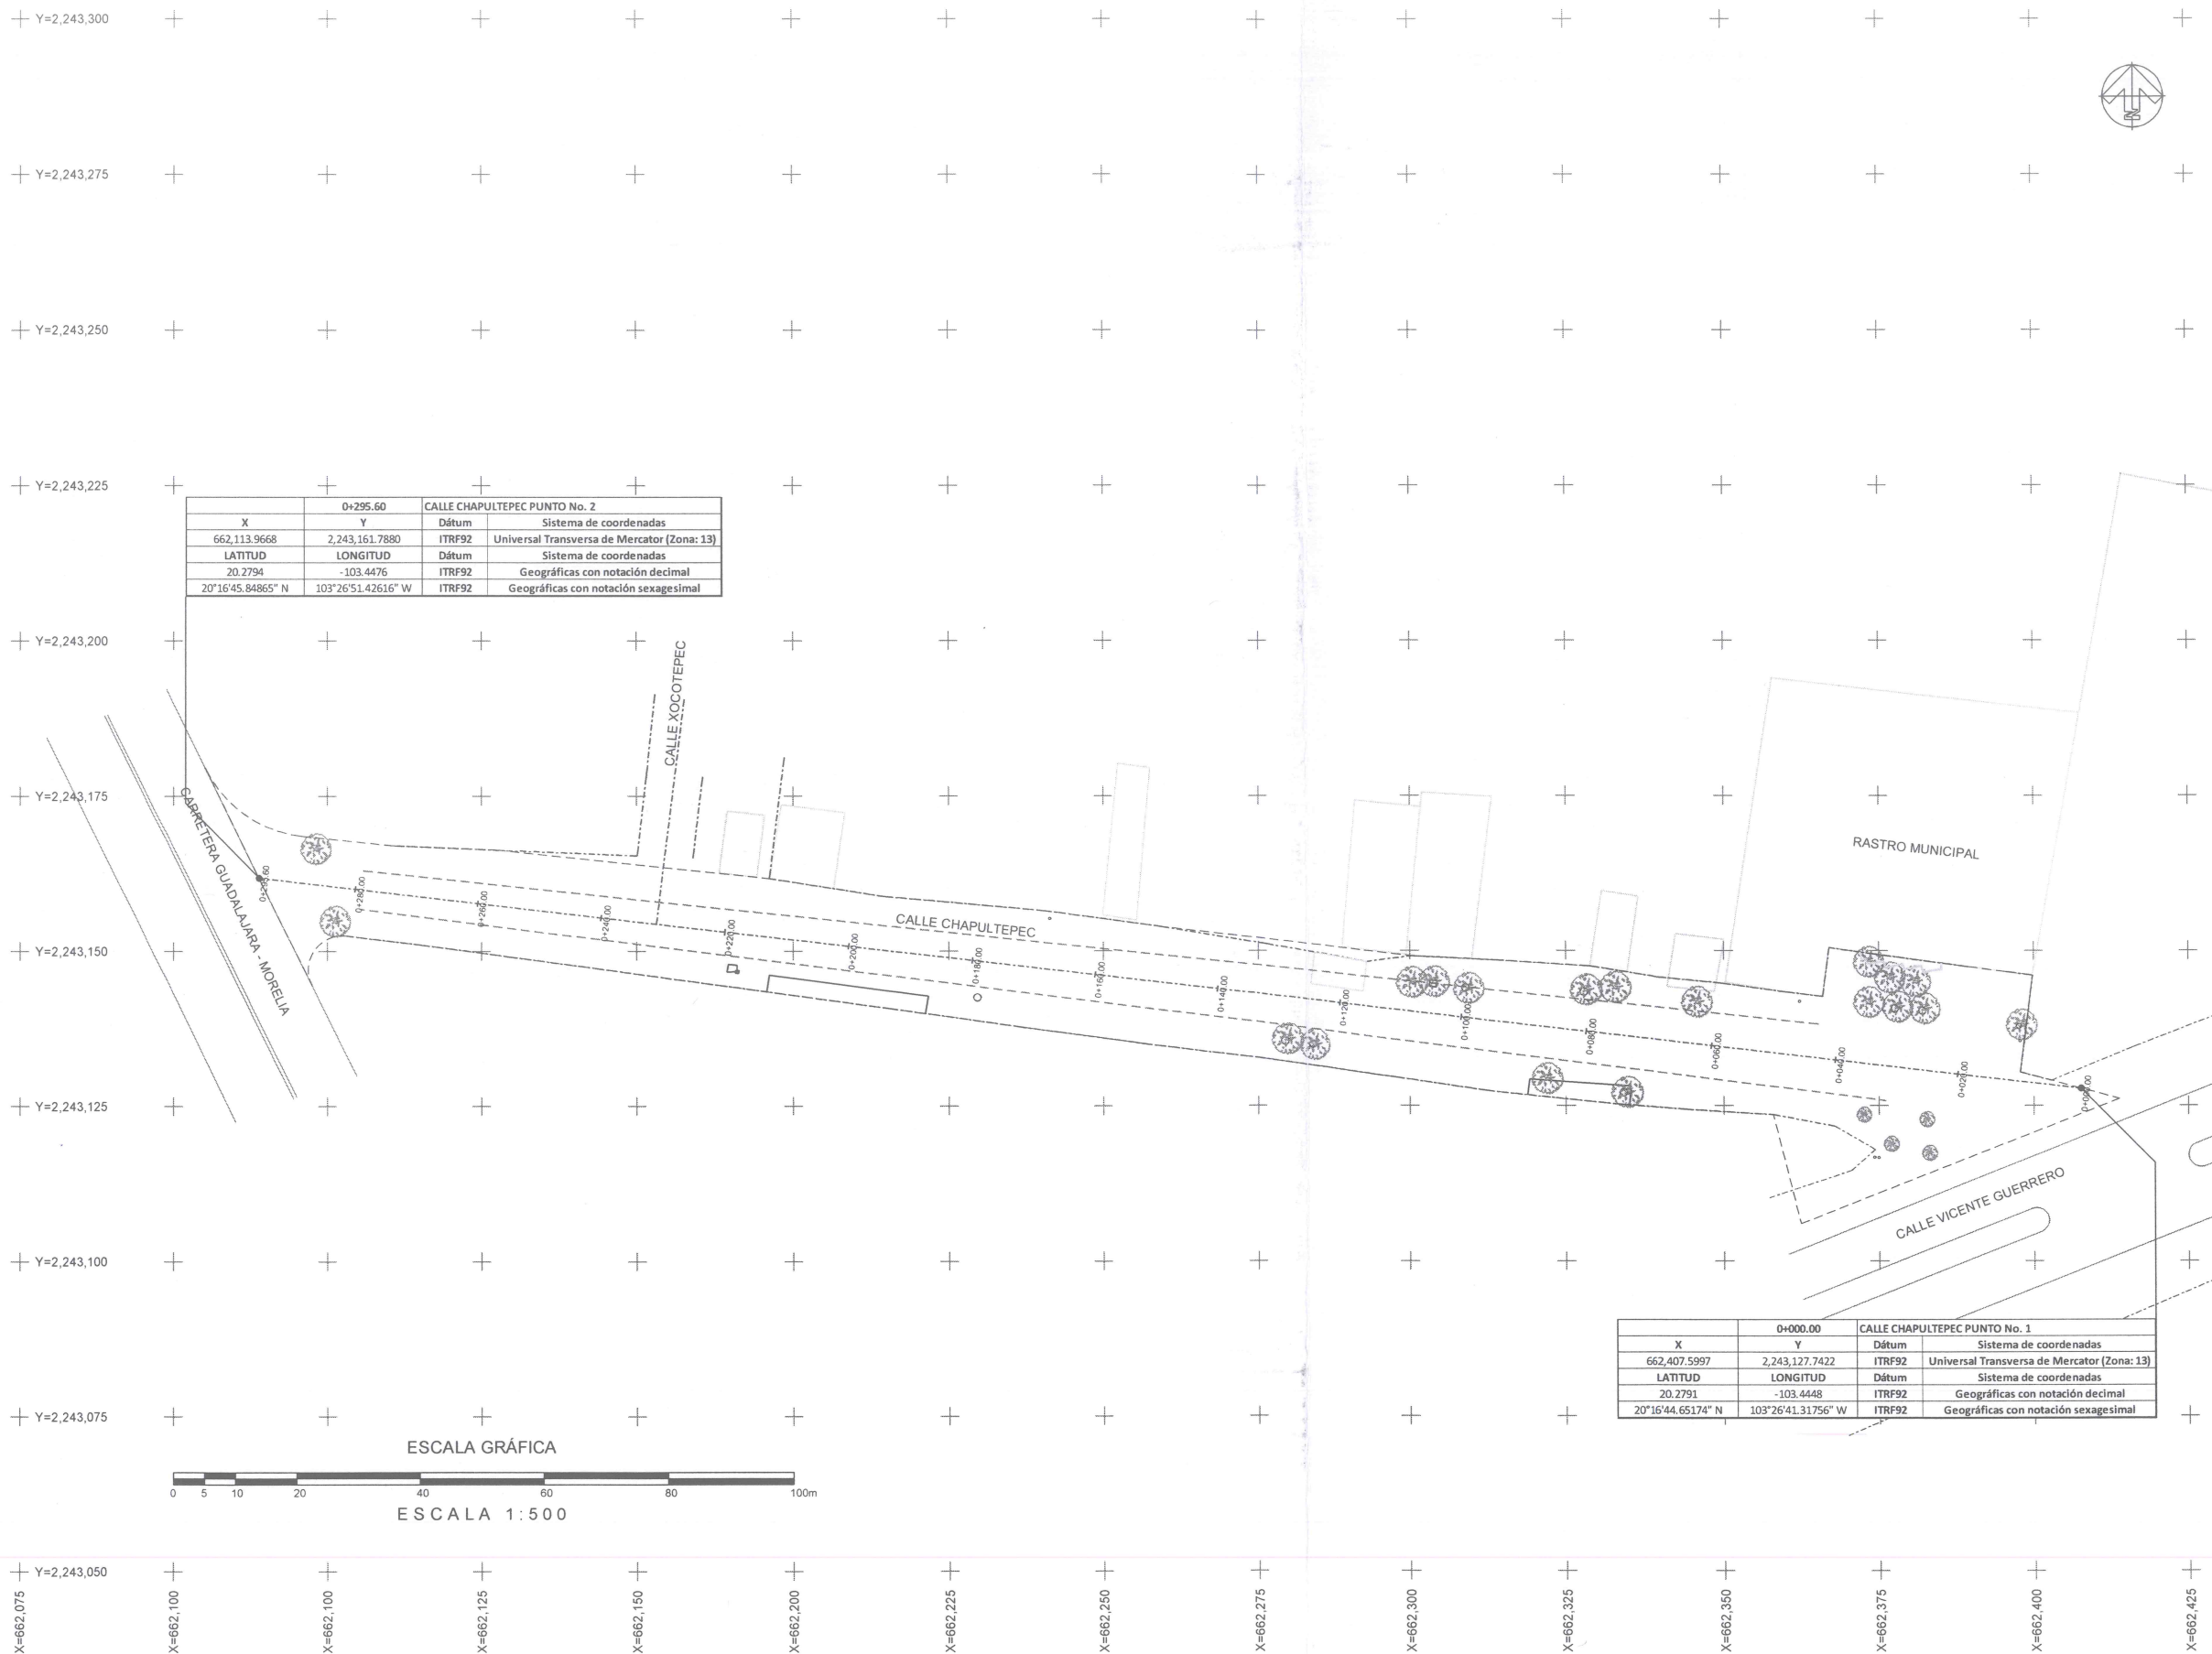 Y=2,243,300
N
Y=2,243,275
Y=2,243,250
Y=2,243,225
0+295.60 CALLE CHAPULTEPEC PUNTO No. 2
X Y Dátum Sistema de coordenadas
662,113.9668 2,243,161.7880 ITRF92 Universal Transversa de Mercator (Zona: 13)
LATITUD LONGITUD Dátum Sistema de coordenadas
20.2794 -103.4476 ITRF92 Geográficas con notación decimal
20°16'45.84865" N 103°26'51.42616" W ITRF92 Geográficas con notación sexagesimal
Y=2,243,200
CALLE XOCOTEPEC
Y=2,243,175
CARRETERA GUADALAJARA - MORELIA
RASTRO MUNICIPAL
CALLE CHAPULTEPEC
0+295.60
0+280.00
0+260.00
0+240.00
0+220.00
0+200.00
0+180.00
0+160.00
0+140.00
0+120.00
0+100.00
0+080.00
0+060.00
0+040.00
0+020.00
0+000.00
Y=2,243,150
Y=2,243,125
CALLE VICENTE GUERRERO
Y=2,243,100
0+000.00 CALLE CHAPULTEPEC PUNTO No. 1
X Y Dátum Sistema de coordenadas
662,407.5997 2,243,127.7422 ITRF92 Universal Transversa de Mercator (Zona: 13)
LATITUD LONGITUD Dátum Sistema de coordenadas
20.2791 -103.4448 ITRF92 Geográficas con notación decimal
20°16'44.65174" N 103°26'41.31756" W ITRF92 Geográficas con notación sexagesimal
Y=2,243,075
ESCALA GRÁFICA
0 5 10 20 40 60 80 100m
ESCALA 1:500
Y=2,243,050
X=662,075
X=662,100
X=662,100
X=662,125
X=662,150
X=662,200
X=662,225
X=662,250
X=662,275
X=662,300
X=662,325
X=662,350
X=662,375
X=662,400
X=662,425